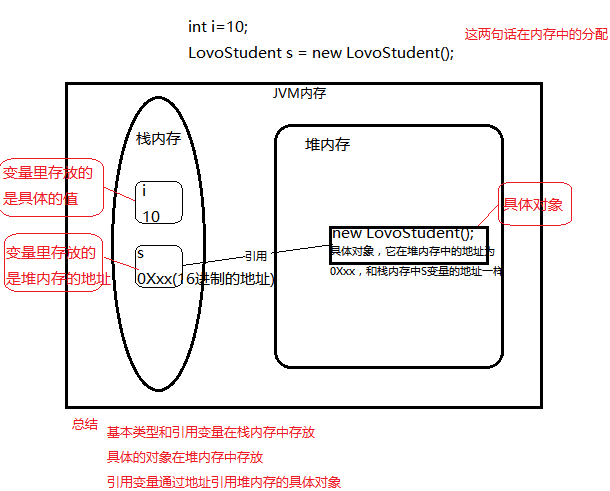 int i=10;
LovoStudent s = new LovoStudent();
这两句话在内存中的分配
JVM内存
栈内存
堆内存
变量里存放的
是具体的值
i
10
具体对象
变量里存放的
是堆内存的地址
s
0Xxx(16进制的地址)
引用
new LovoStudent();
具体对象，它在堆内存中的地址为
0Xxx，和栈内存中S变量的地址一样
总结
基本类型和引用变量在栈内存中存放
具体的对象在堆内存中存放
引用变量通过地址引用堆内存的具体对象